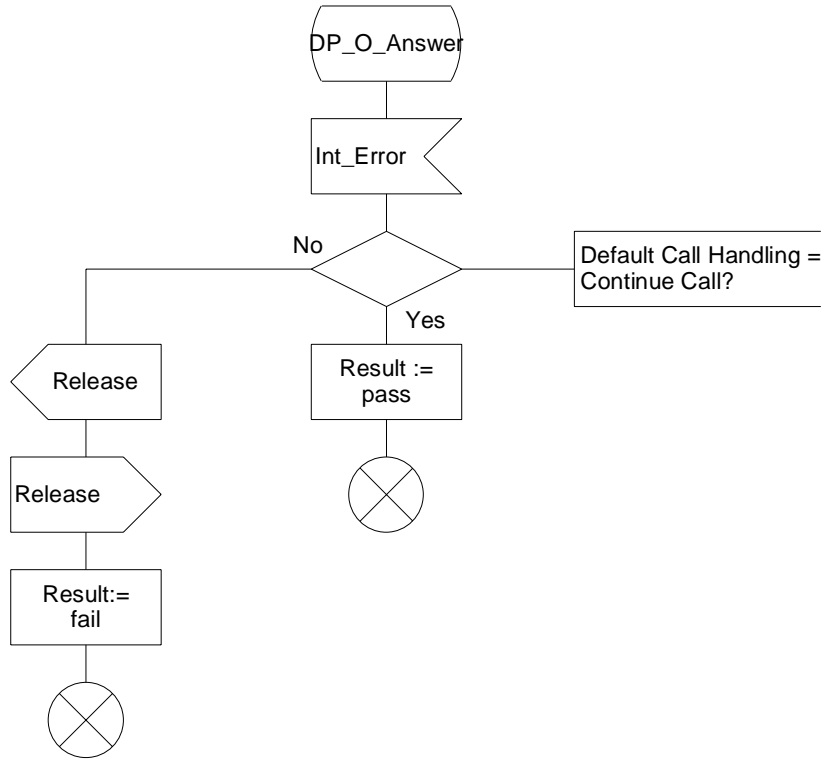 DP_O_Answer
Int_Error
No
Default Call Handling =
Continue Call?
Yes
Release
Result :=
pass
Release
Result:=
fail